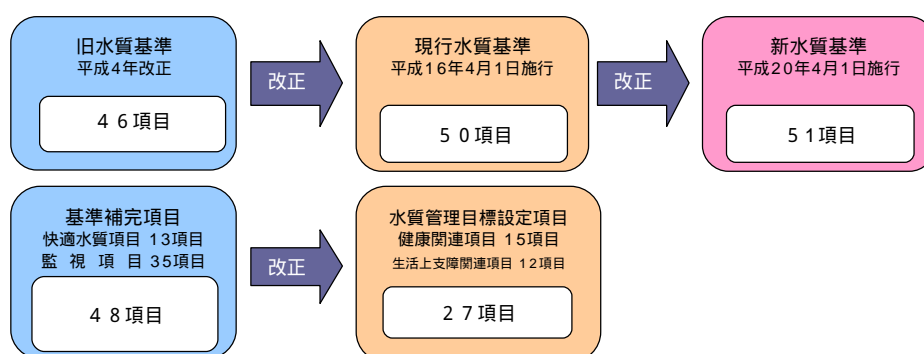 旧水質基準
平成4年改正
46項目
改正
現行水質基準
平成16年4月1日施行
50項目
改正
新水質基準
平成20年4月1日施行
51項目
基準補完項目
快適水質項目 13項目
監 視 項 目 35項目
48項目
改正
水質管理目標設定項目
健康関連項目 15項目
生活上支障関連項目 12項目
27項目